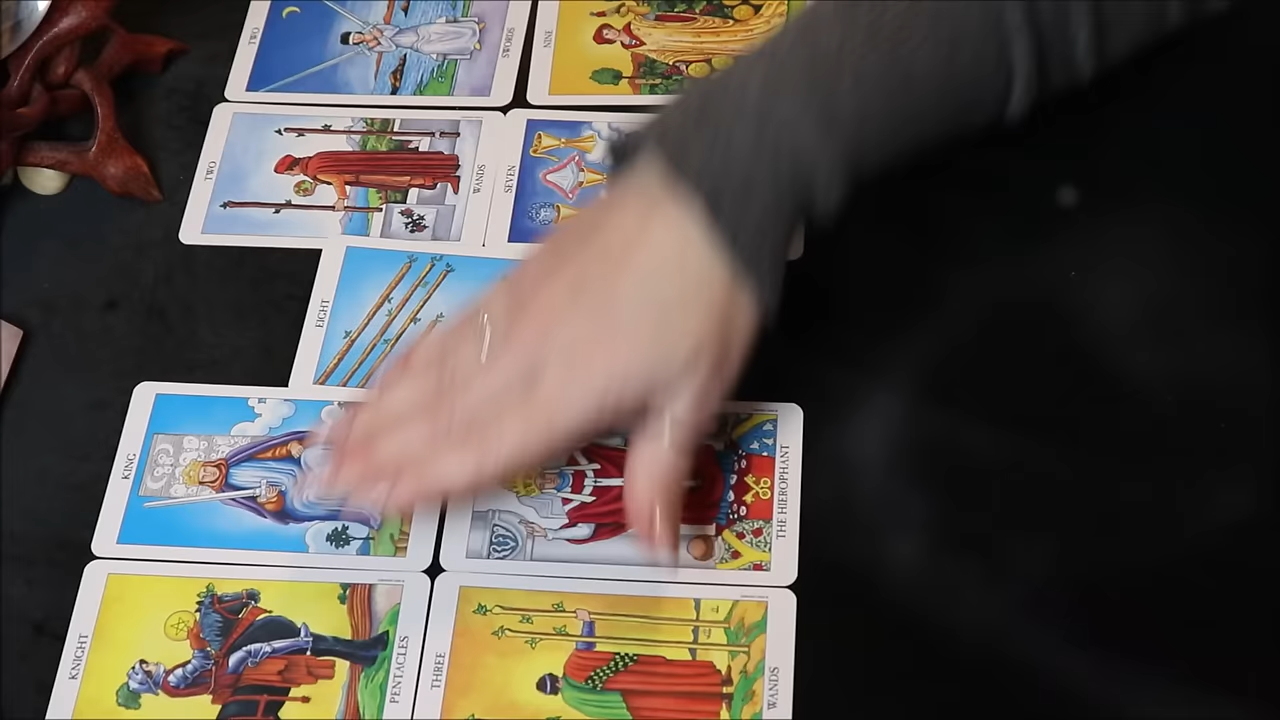 TWO
SWORDS
NINE
TWO
WANDS
SEVEN
EIGHT
KING
THE HIEROPHANT
KNIGHT
PENTACLES
THREE
WANDS